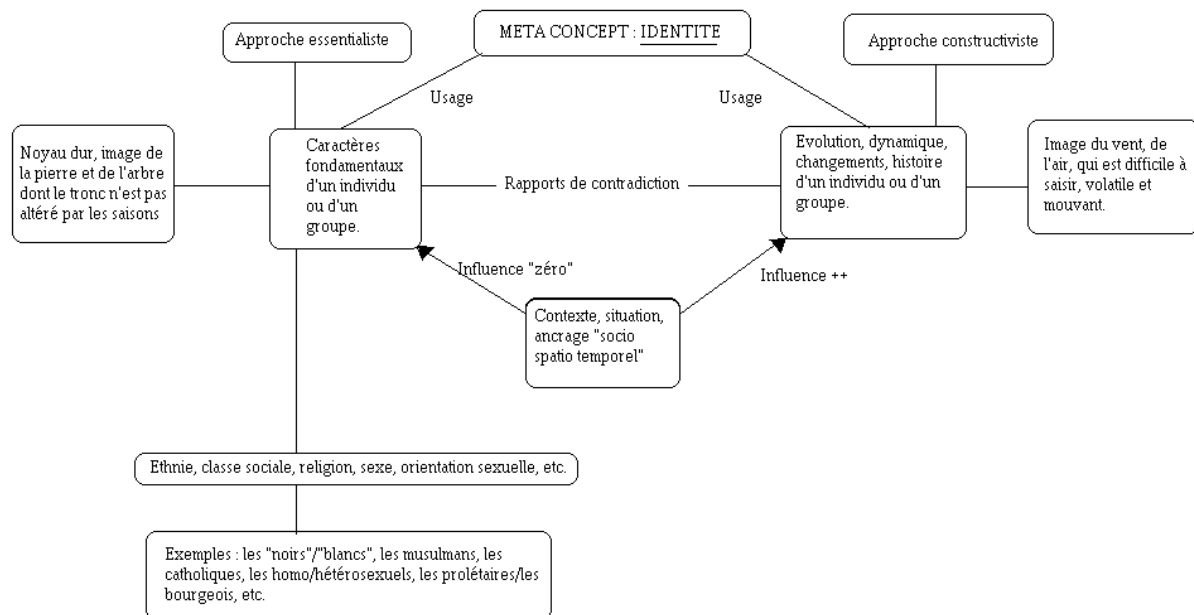 META CONCEPT : IDENTITE
Approche essentialiste
Approche constructiviste
Usage
Usage
Noyau dur, image de
la pierre et de l'arbre
dont le tronc n'est pas
altéré par les saisons
Caractères
fondamentaux
d'un individu
ou d'un
groupe.
Rapports de contradiction
Evolution, dynamique,
changements, histoire
d'un individu ou d'un
groupe.
Image du vent, de
l'air, qui est difficile à
saisir, volatile et
mouvant.
Influence "zéro"
Influence ++
Contexte, situation,
ancrage "socio
spatio temporel"
Ethnie, classe sociale, religion, sexe, orientation sexuelle, etc.
Exemples : les "noirs"/"blancs", les musulmans, les
catholiques, les homo/hétérosexuels, les prolétaires/les
bourgeois, etc.